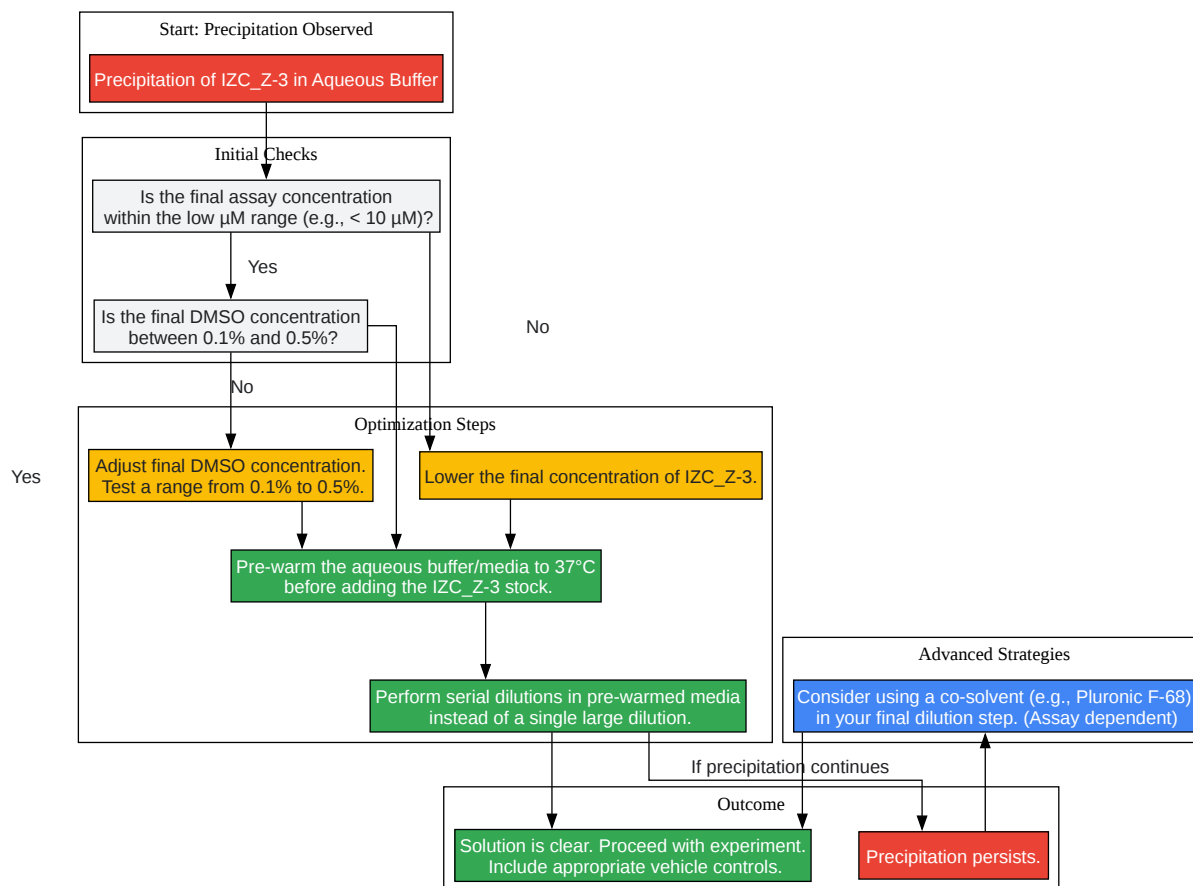 Start: Precipitation Observed
Precipitation of IZC_Z-3 in Aqueous Buffer
Initial Checks
Is the final assay concentration
within the low µM range (e.g., < 10 µM)?
Yes
Is the final DMSO concentration
between 0.1% and 0.5%?
No
No
Optimization Steps
Yes
Adjust final DMSO concentration.
Test a range from 0.1% to 0.5%.
Lower the final concentration of IZC_Z-3.
Pre-warm the aqueous buffer/media to 37°C
before adding the IZC_Z-3 stock.
Perform serial dilutions in pre-warmed media
instead of a single large dilution.
Advanced Strategies
Consider using a co-solvent (e.g., Pluronic F-68)
in your final dilution step. (Assay dependent)
If precipitation continues
Outcome
Solution is clear. Proceed with experiment.
Include appropriate vehicle controls.
Precipitation persists.